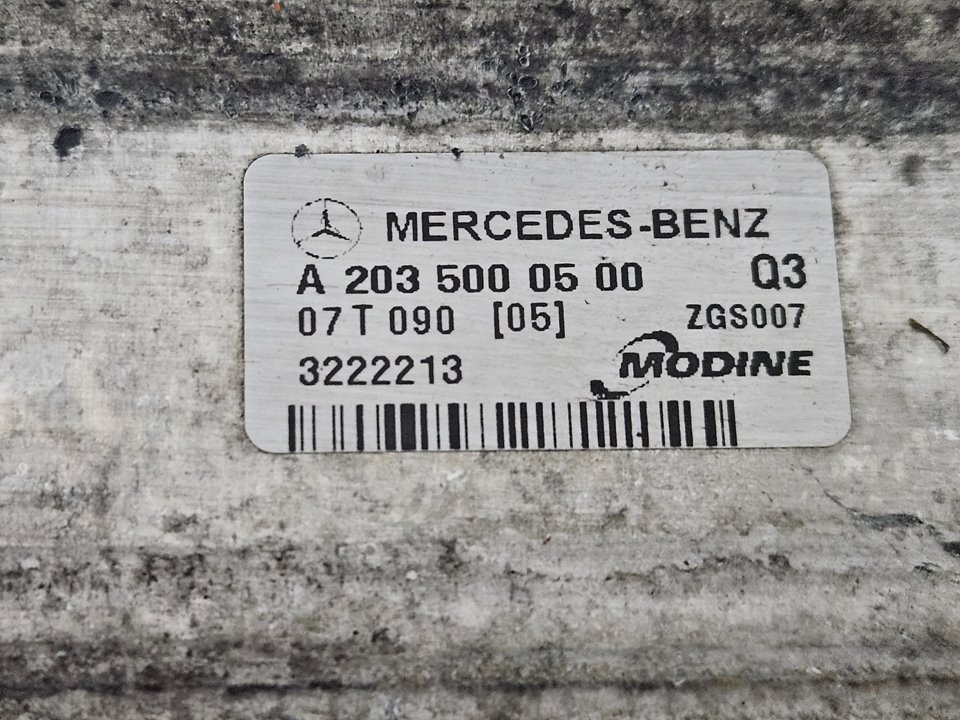 MERCEDES-BENZ
A 203 500 05 00 Q3
07 T 090 [05] ZGS007
3222213 MODINE